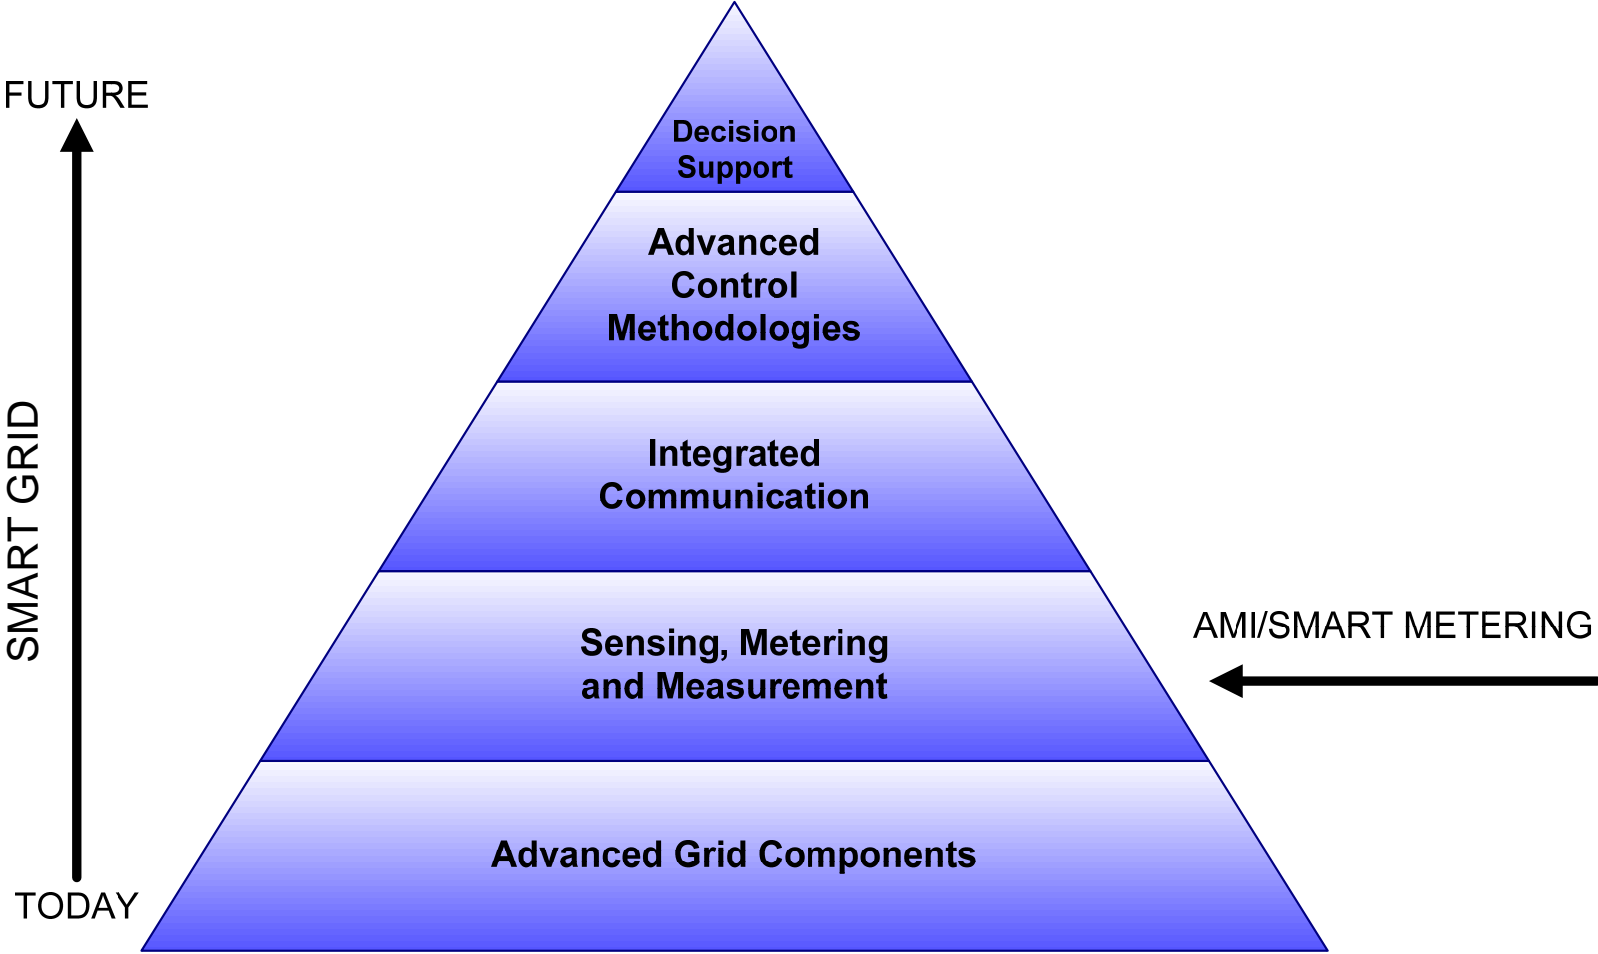 FUTURE
Decision
Support
Advanced
Control
Methodologies
SMART GRID
Integrated
Communication
AMI/SMART METERING
Sensing, Metering
and Measurement
Advanced Grid Components
TODAY